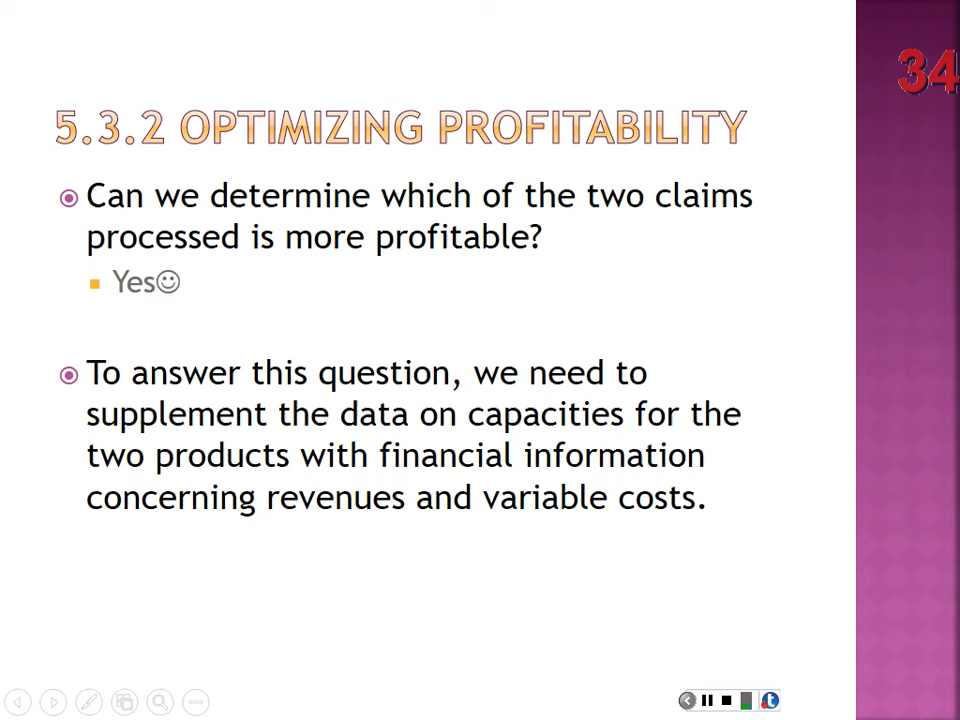 34
5.3.2 OPTIMIZING PROFITABILITY
Can we determine which of the two claims
processed is more profitable?
Yes☺
To answer this question, we need to
supplement the data on capacities for the
two products with financial information
concerning revenues and variable costs.